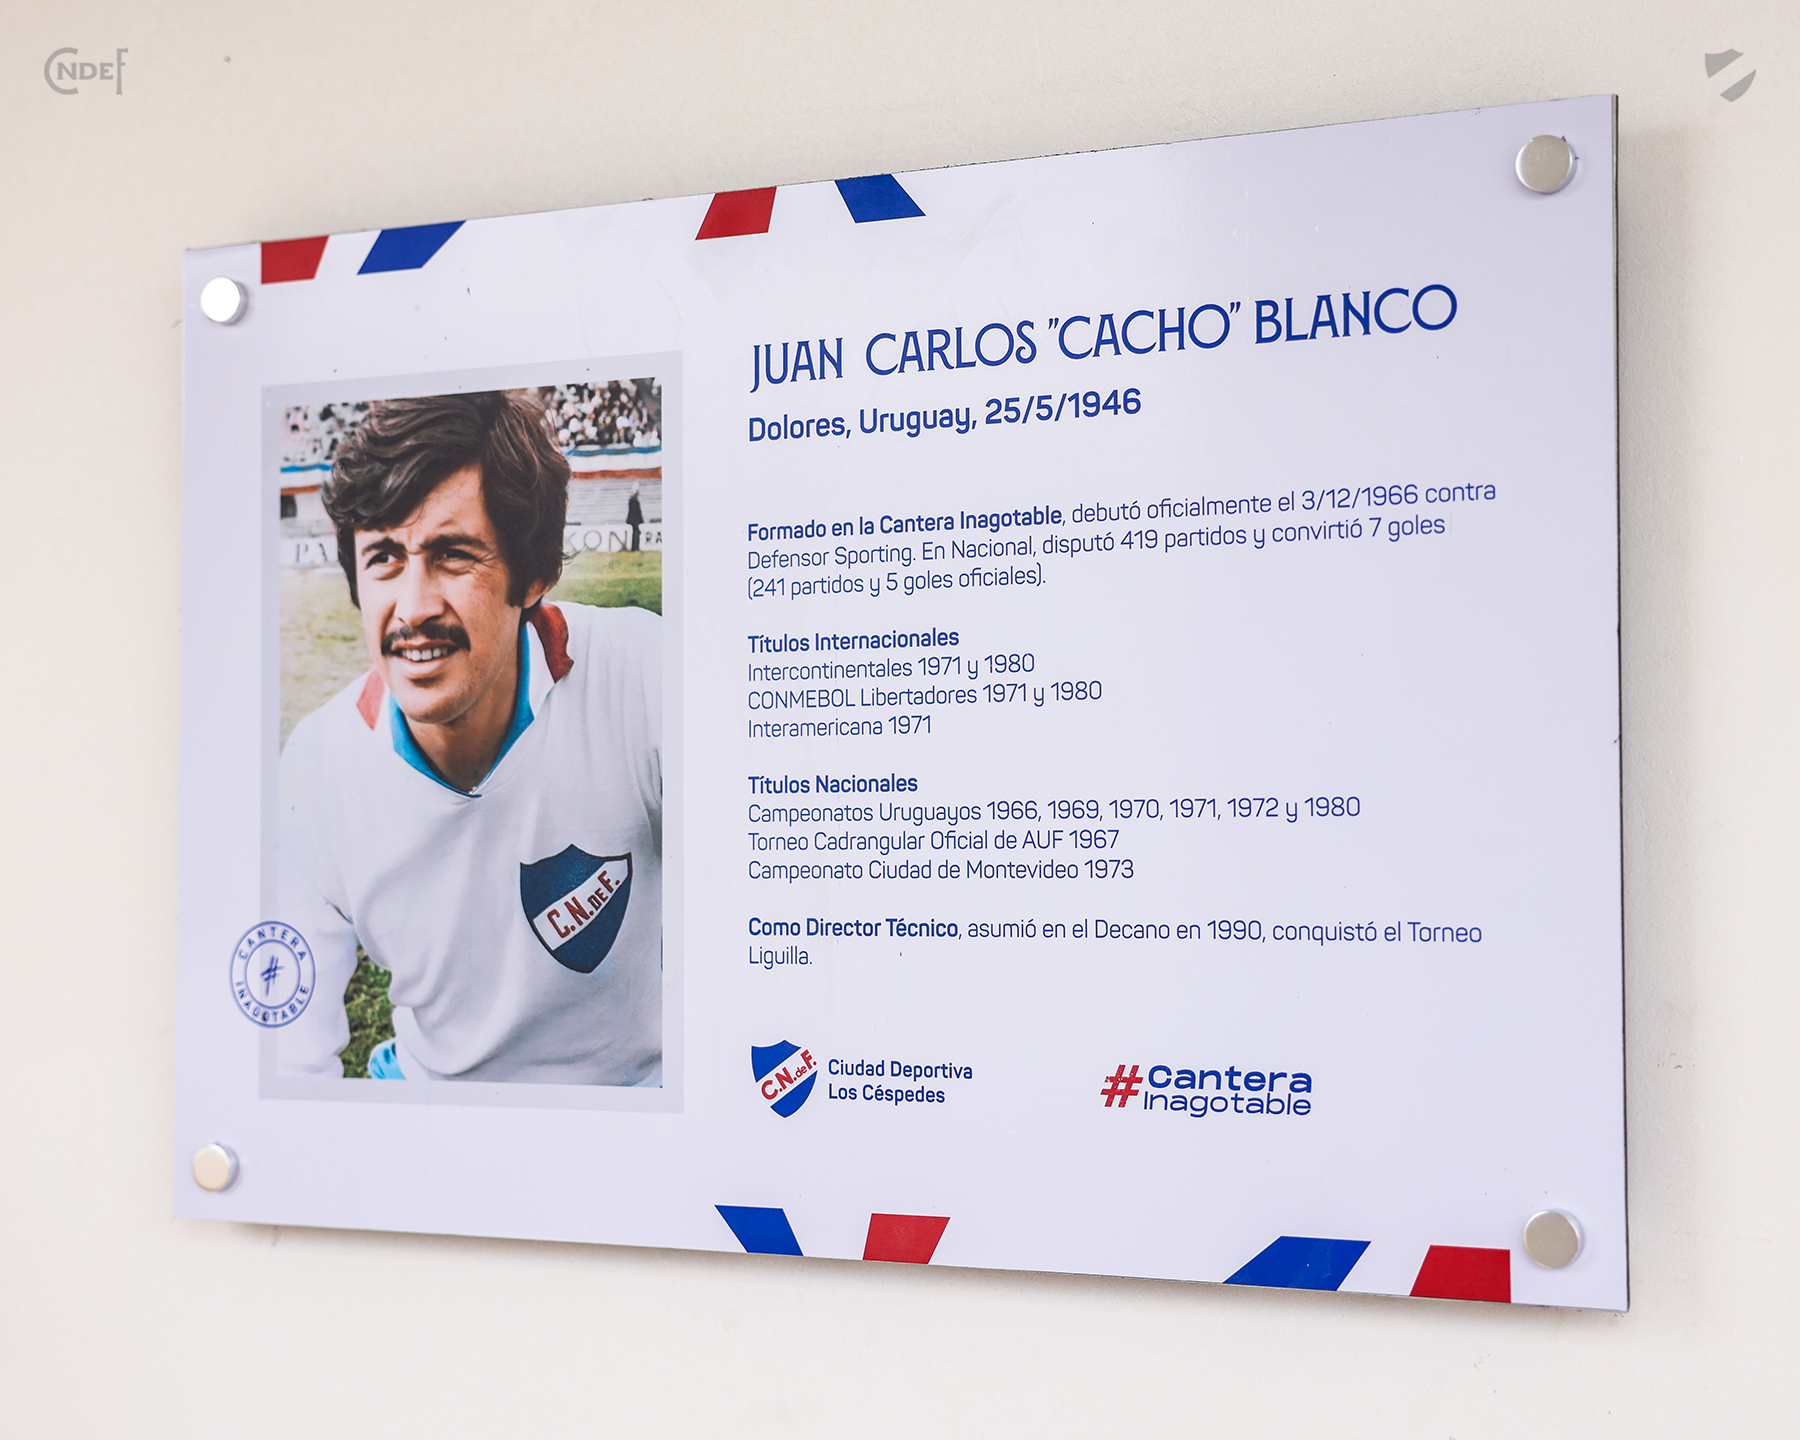 CNDEF
JUAN CARLOS "CACHO" BLANCO
Dolores, Uruguay, 25/5/1946
Formado en la Cantera Inagotable, debutó oficialmente el 3/12/1966 contra
Defensor Sporting. En Nacional, disputó 419 partidos y convirtió 7 goles
(241 partidos y 5 goles oficiales).
Títulos Internacionales
Intercontinentales 1971 y 1980
CONMEBOL Libertadores 1971 y 1980
Interamericana 1971
Títulos Nacionales
Campeonatos Uruguayos 1966, 1969, 1970, 1971, 1972 y 1980
Torneo Cadrangular Oficial de AUF 1967
Campeonato Ciudad de Montevideo 1973
Como Director Técnico, asumió en el Decano en 1990, conquistó el Torneo
Liguilla.
C.N.DEF.
CANTERA
#
INAGOTABLE
C.N.deF.
Ciudad Deportiva
Los Céspedes
#Cantera
Inagotable